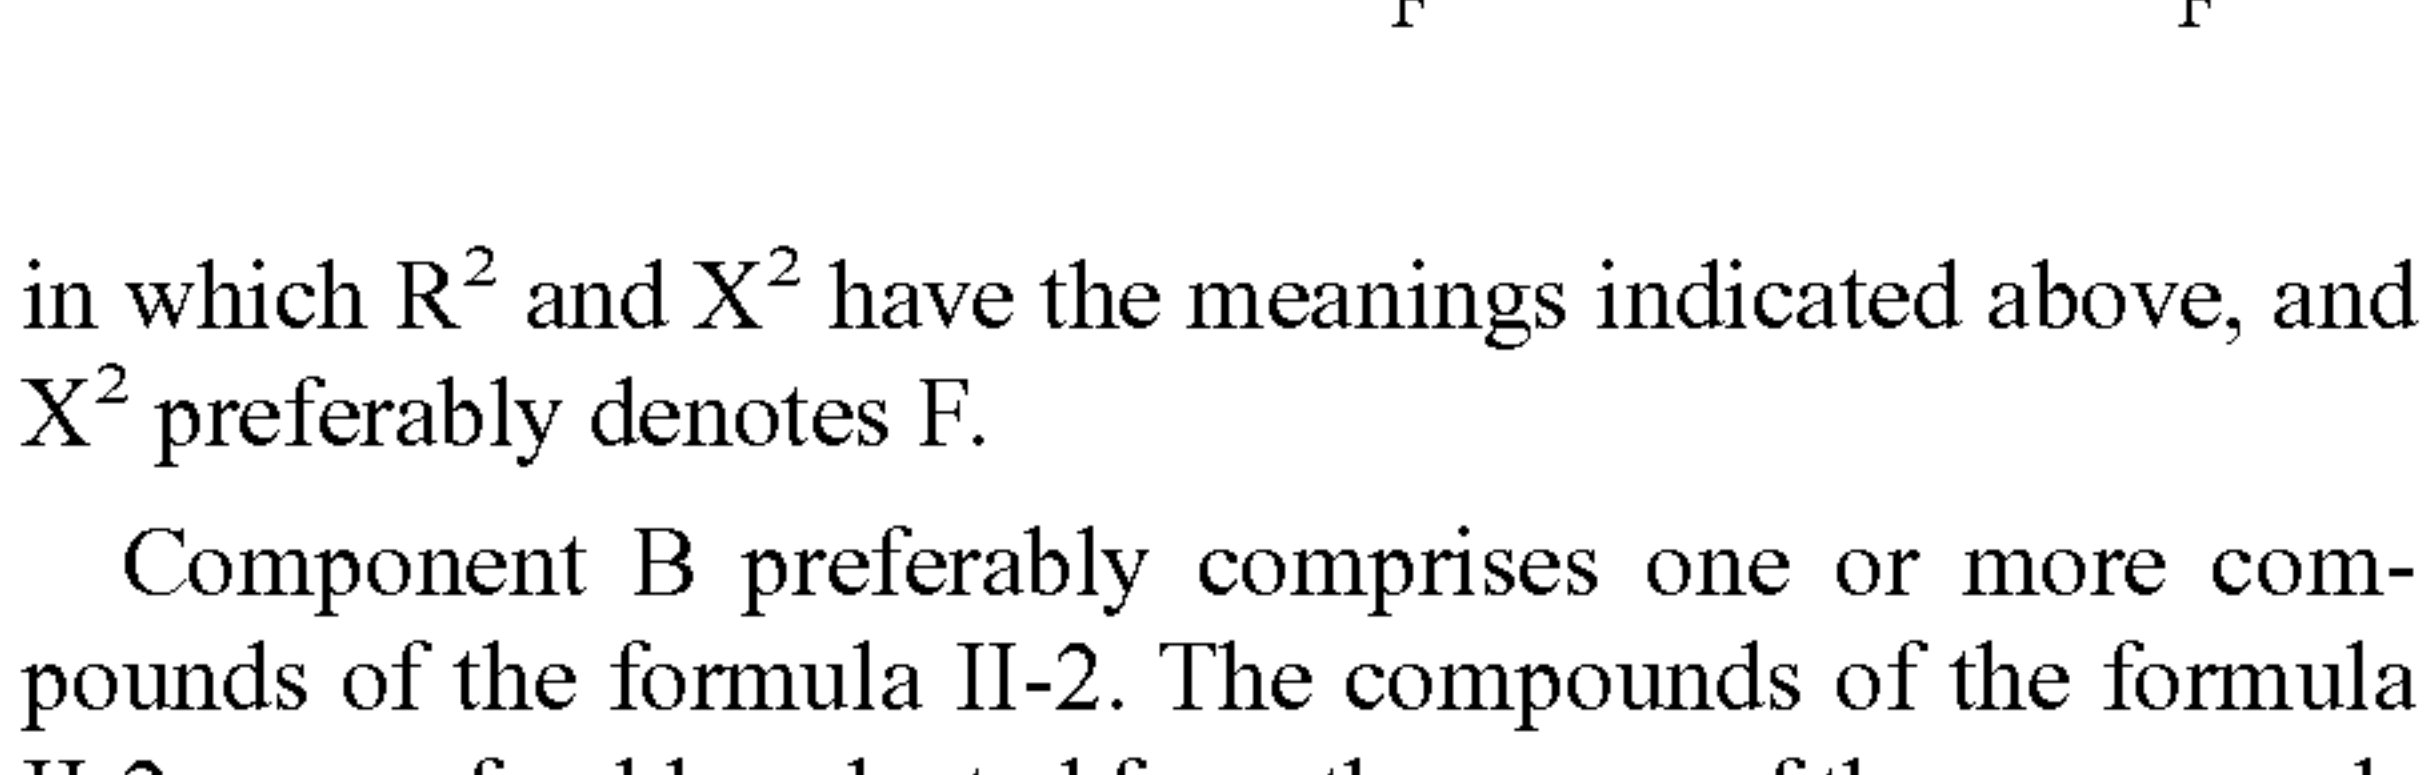 F F
in which R² and X² have the meanings indicated above, and
X² preferably denotes F.
Component B preferably comprises one or more com-
pounds of the formula II-2. The compounds of the formula